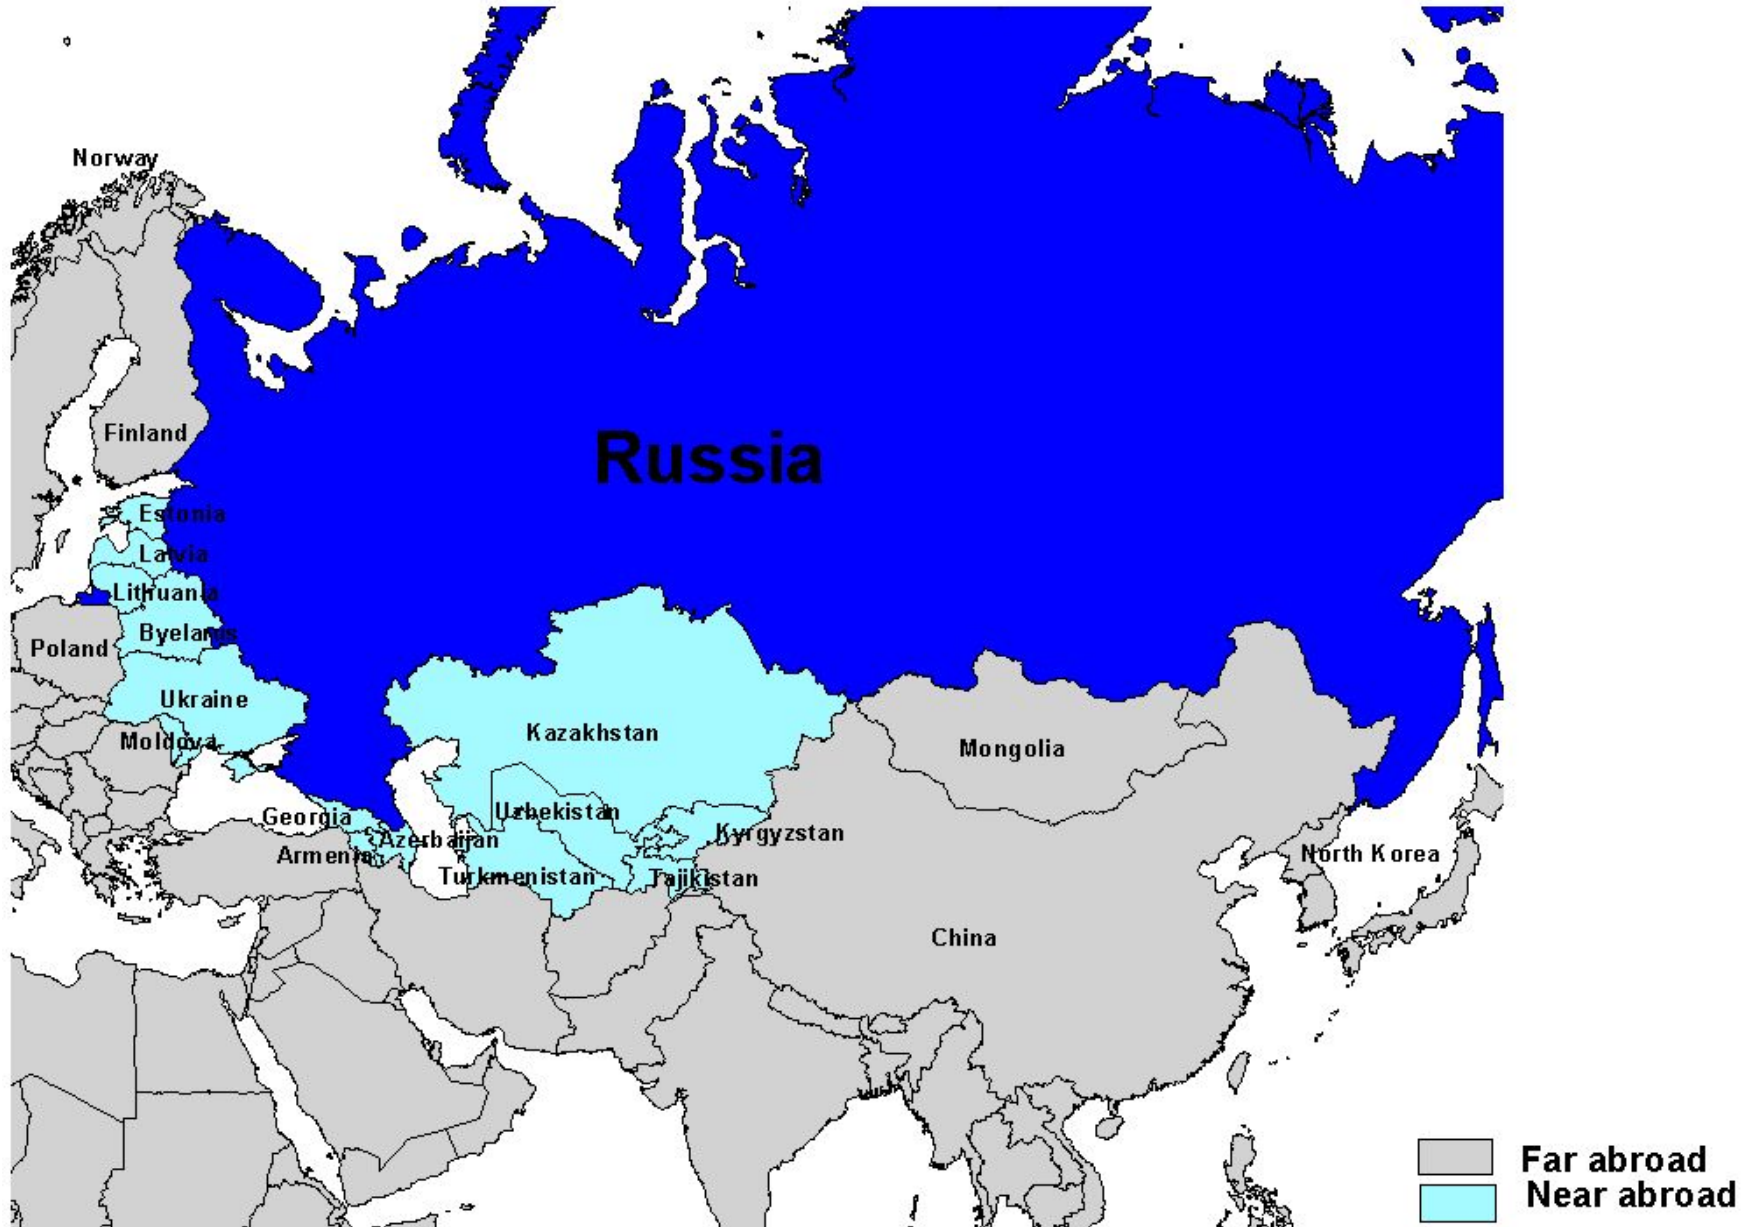 Norway
Finland
Russia
Estonia
Latvia
Lithuania
Byelarus
Poland
Ukraine
Kazakhstan
Moldova
Mongolia
Georgia
Uzbekistan
Azerbaijan
Kyrgyzstan
Armenia
North Korea
Turkmenistan
Tajikistan
China
Far abroad
Near abroad